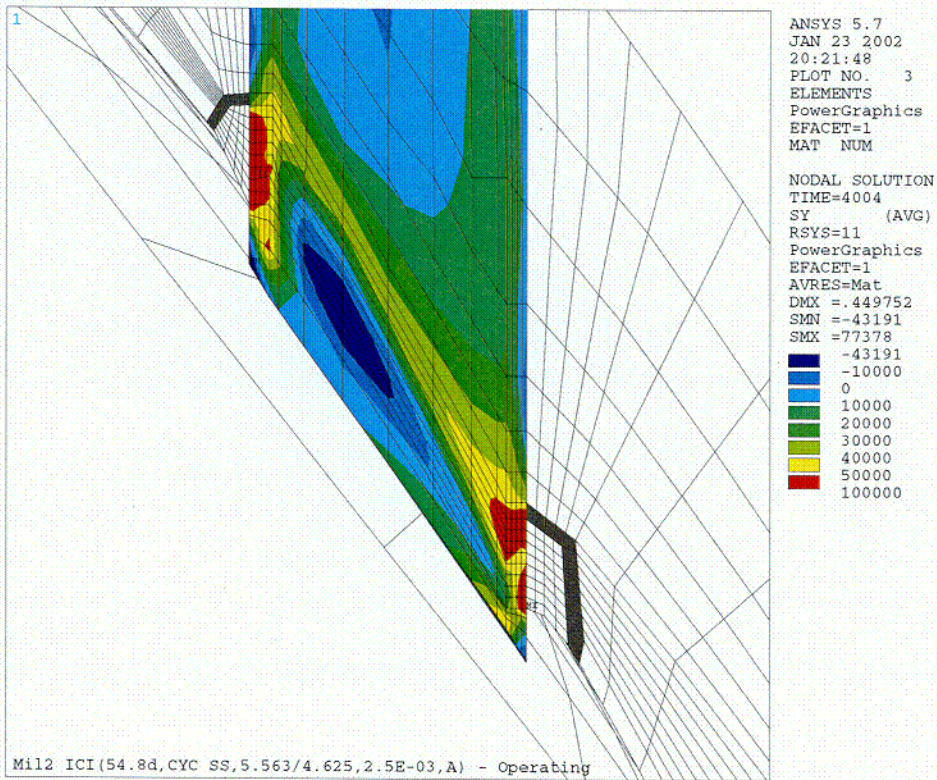 1
ANSYS 5.7
JAN 23 2002
20:21:48
PLOT NO. 3
ELEMENTS
PowerGraphics
EFACET=1
MAT NUM
NODAL SOLUTION
TIME=4004
SY (AVG)
RSYS=11
PowerGraphics
EFACET=1
AVRES=Mat
DMX =.449752
SMN =-43191
SMX =77378
-43191
-10000
0
10000
20000
30000
40000
50000
100000
Mil2 ICI(54.8d,CYC SS,5.563/4.625,2.5E-03,A) - Operating